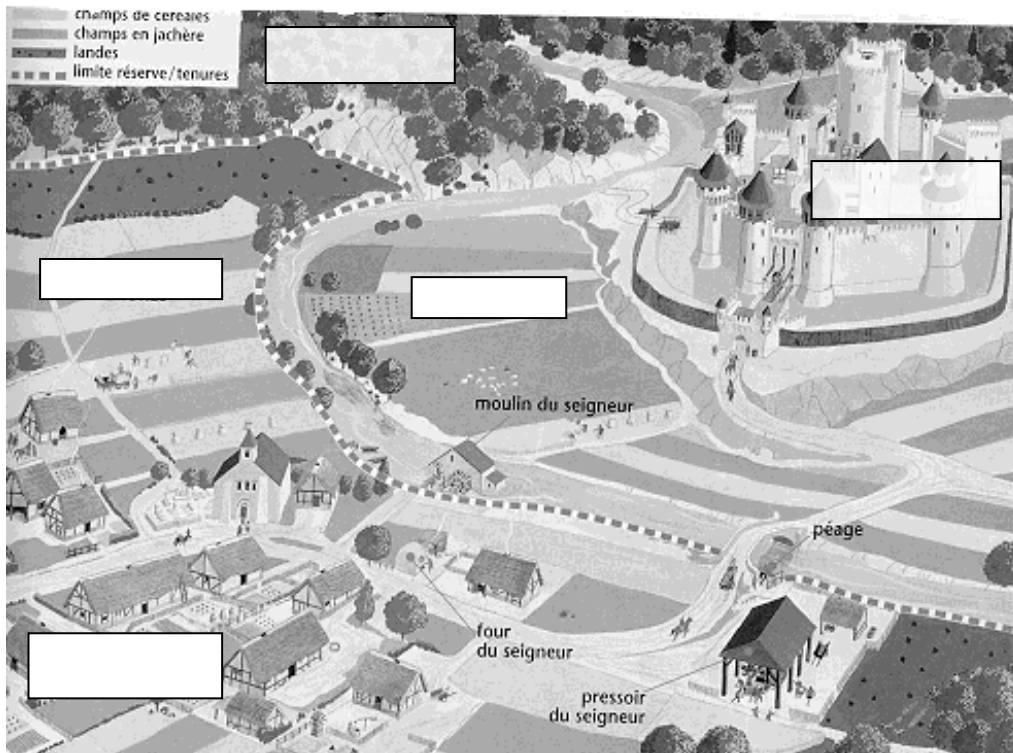 champs de céréales
champs en jachère
landes
limite réserve/tenures
moulin du seigneur
péage
four
du seigneur
pressoir
du seigneur